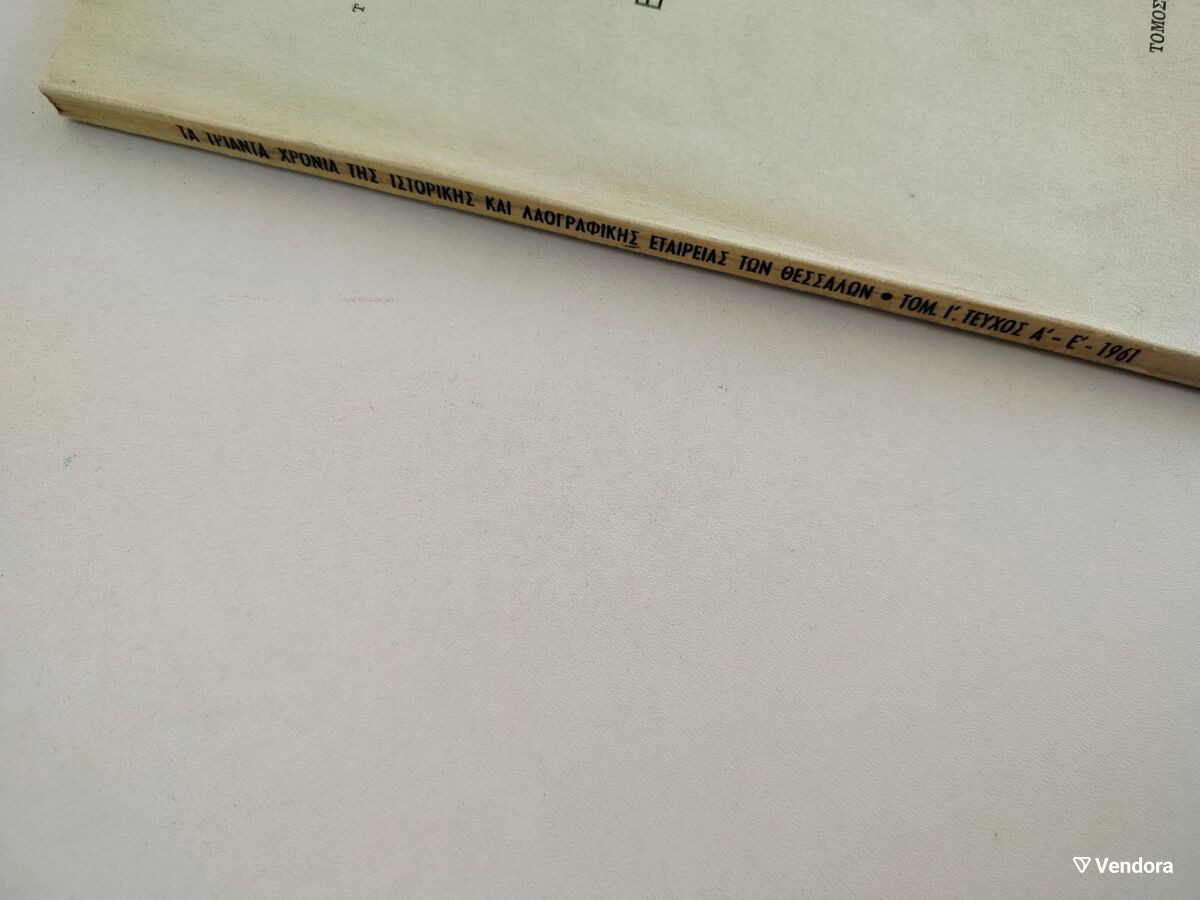 ΤΟΜΟΣ
ΤΑ ΤΡΙΑΝΤΑ ΧΡΟΝΙΑ ΤΗΣ ΙΣΤΟΡΙΚΗΣ ΚΑΙ ΛΑΟΓΡΑΦΙΚΗΣ ΕΤΑΙΡΕΙΑΣ ΤΩΝ ΘΕΣΣΑΛΩΝ • ΤΟΜ. Ι'. ΤΕΥΧΟΣ Α' - Ε' - 1961
Vendora